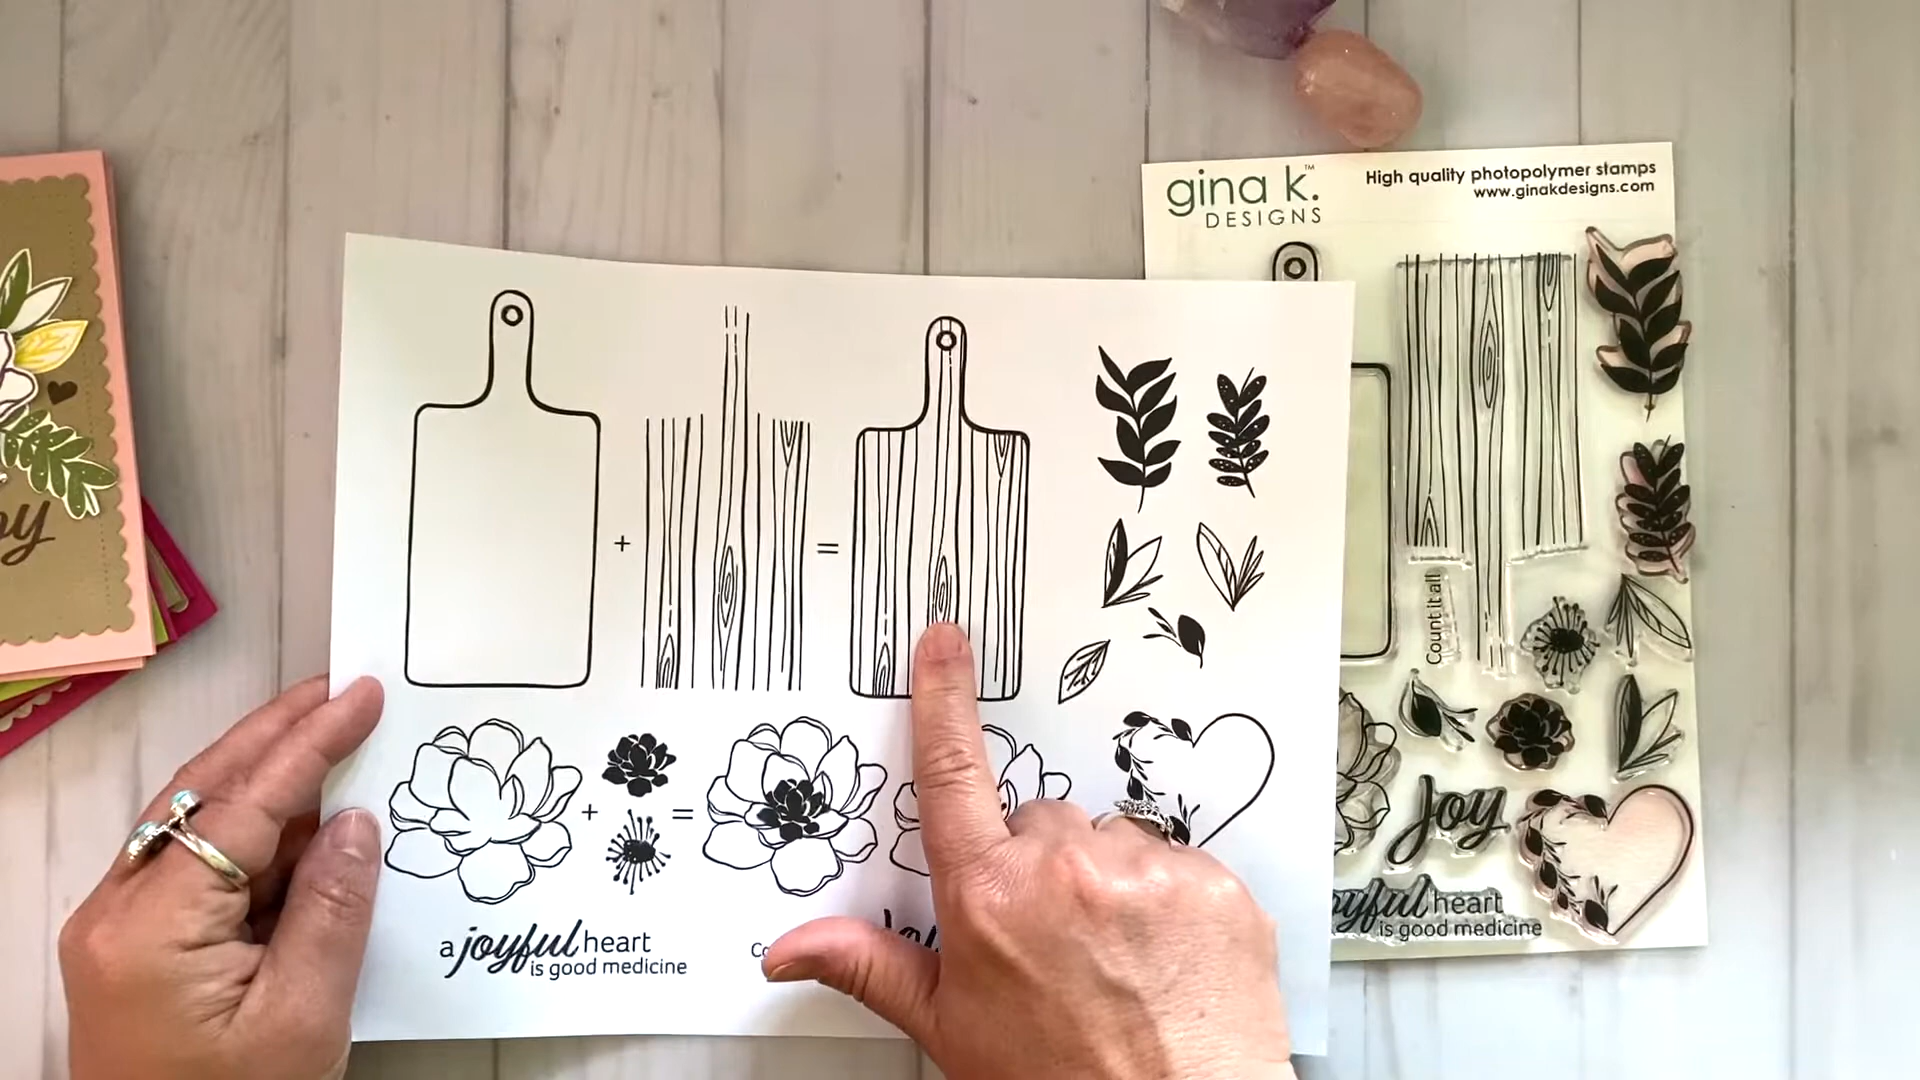 gina k.™
DESIGNS
High quality photopolymer stamps
www.ginakdesigns.com
+
=
+
=
a joyful heart
is good medicine
Count it all
Joy
joyful heart
is good medicine